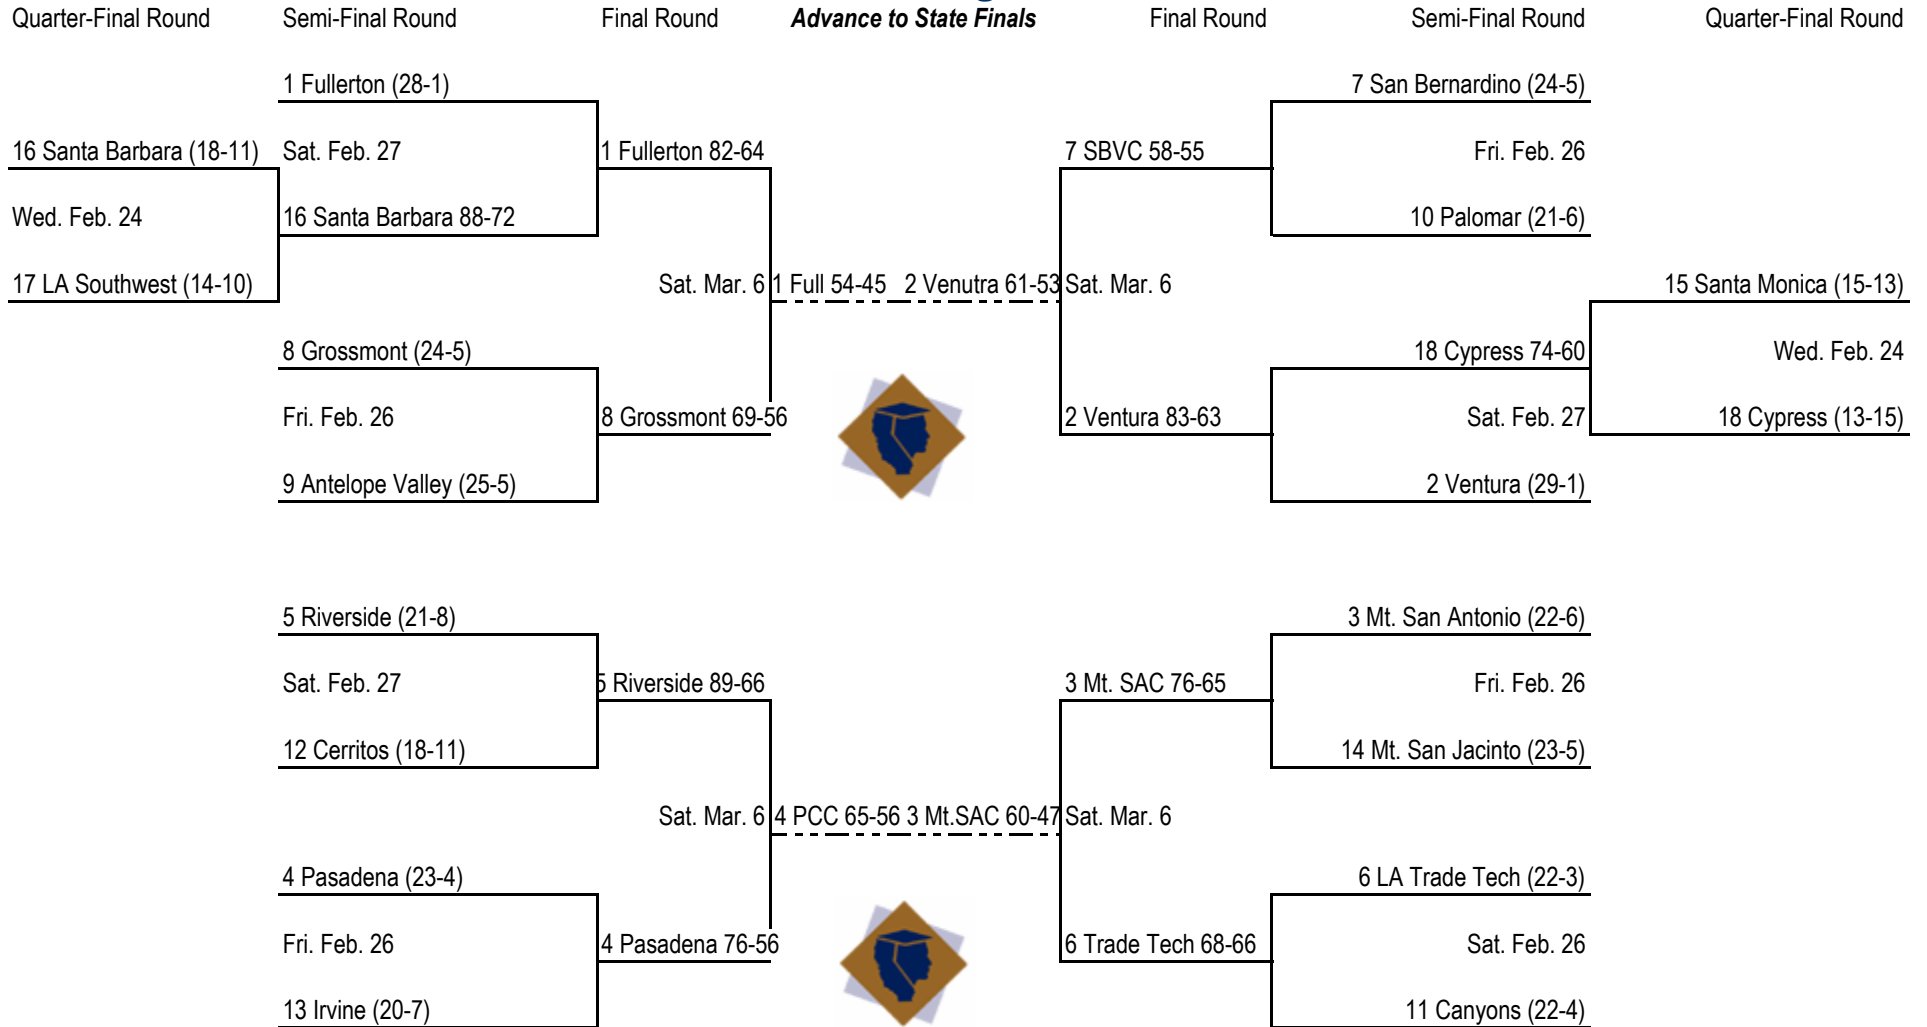 Quarter-Final Round Semi-Final Round Final Round Advance to State Finals Final Round Semi-Final Round Quarter-Final Round
1 Fullerton (28-1) 7 San Bernardino (24-5)
16 Santa Barbara (18-11) Sat. Feb. 27 1 Fullerton 82-64 7 SBVC 58-55 Fri. Feb. 26
Wed. Feb. 24 16 Santa Barbara 88-72 10 Palomar (21-6)
17 LA Southwest (14-10) Sat. Mar. 6 1 Full 54-45 2 Venutra 61-53 Sat. Mar. 6 15 Santa Monica (15-13)
8 Grossmont (24-5) 18 Cypress 74-60 Wed. Feb. 24
Fri. Feb. 26 8 Grossmont 69-56 2 Ventura 83-63 Sat. Feb. 27 18 Cypress (13-15)
9 Antelope Valley (25-5) 2 Ventura (29-1)
5 Riverside (21-8) 3 Mt. San Antonio (22-6)
Sat. Feb. 27 5 Riverside 89-66 3 Mt. SAC 76-65 Fri. Feb. 26
12 Cerritos (18-11) 14 Mt. San Jacinto (23-5)
Sat. Mar. 6 4 PCC 65-56 3 Mt.SAC 60-47 Sat. Mar. 6
4 Pasadena (23-4) 6 LA Trade Tech (22-3)
Fri. Feb. 26 4 Pasadena 76-56 6 Trade Tech 68-66 Sat. Feb. 26
13 Irvine (20-7) 11 Canyons (22-4)